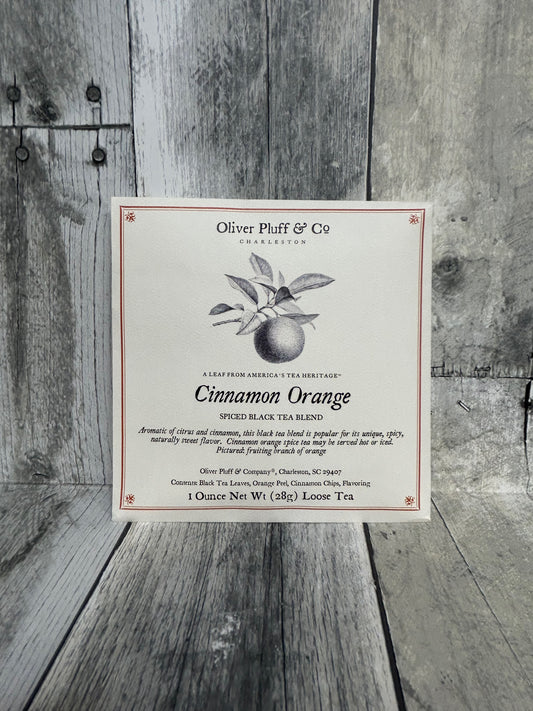 Oliver Pluff & Co
CHARLESTON
A LEAF FROM AMERICA'S TEA HERITAGE®
Cinnamon Orange
SPICED BLACK TEA BLEND
Aromatic of citrus and cinnamon, this black tea blend is popular for its unique, spicy,
naturally sweet flavor. Cinnamon orange spice tea may be served hot or iced.
Pictured: fruiting branch of orange
Oliver Pluff & Company®, Charleston, SC 29407
Contents: Black Tea Leaves, Orange Peel, Cinnamon Chips, Flavoring
1 Ounce Net Wt (28g) Loose Tea